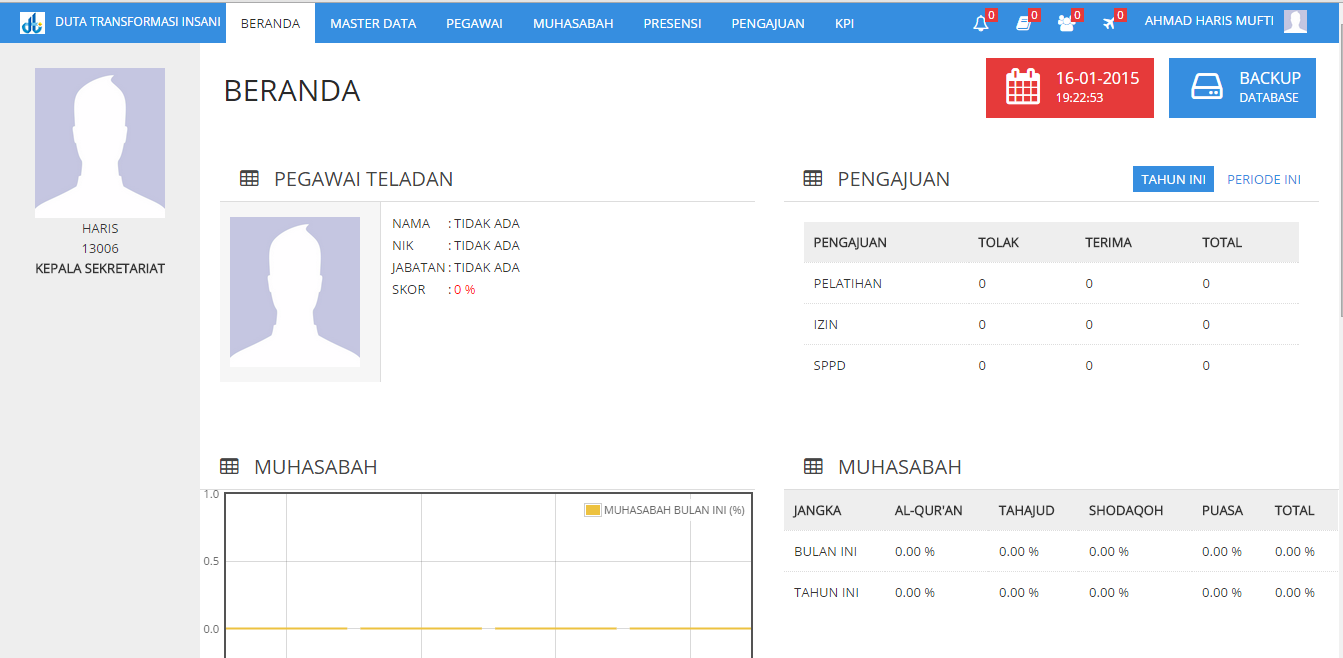 DUTA TRANSFORMASI INSANI
BERANDA
MASTER DATA
PEGAWAI
MUHASABAH
PRESENSI
PENGAJUAN
KPI
0
0
0
0
AHMAD HARIS MUFTI
HARIS
13006
KEPALA SEKRETARIAT
BERANDA
16-01-2015
19:22:53
BACKUP
DATABASE
PEGAWAI TELADAN
NAMA : TIDAK ADA
NIK : TIDAK ADA
JABATAN : TIDAK ADA
SKOR : 0 %
PENGAJUAN
TAHUN INI
PERIODE INI
PENGAJUAN TOLAK TERIMA TOTAL
PELATIHAN 0 0 0
IZIN 0 0 0
SPPD 0 0 0
MUHASABAH
1.0
0.5
0.0
MUHASABAH BULAN INI (%)
MUHASABAH
JANGKA AL-QUR'AN TAHAJUD SHODAQOH PUASA TOTAL
BULAN INI 0.00 % 0.00 % 0.00 % 0.00 % 0.00 %
TAHUN INI 0.00 % 0.00 % 0.00 % 0.00 % 0.00 %